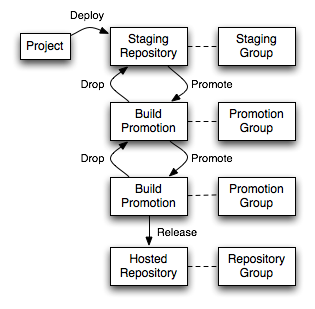 Deploy
Project
Staging
Repository
Staging
Group
Drop
Promote
Build
Promotion
Promotion
Group
Drop
Promote
Build
Promotion
Promotion
Group
Release
Hosted
Repository
Repository
Group